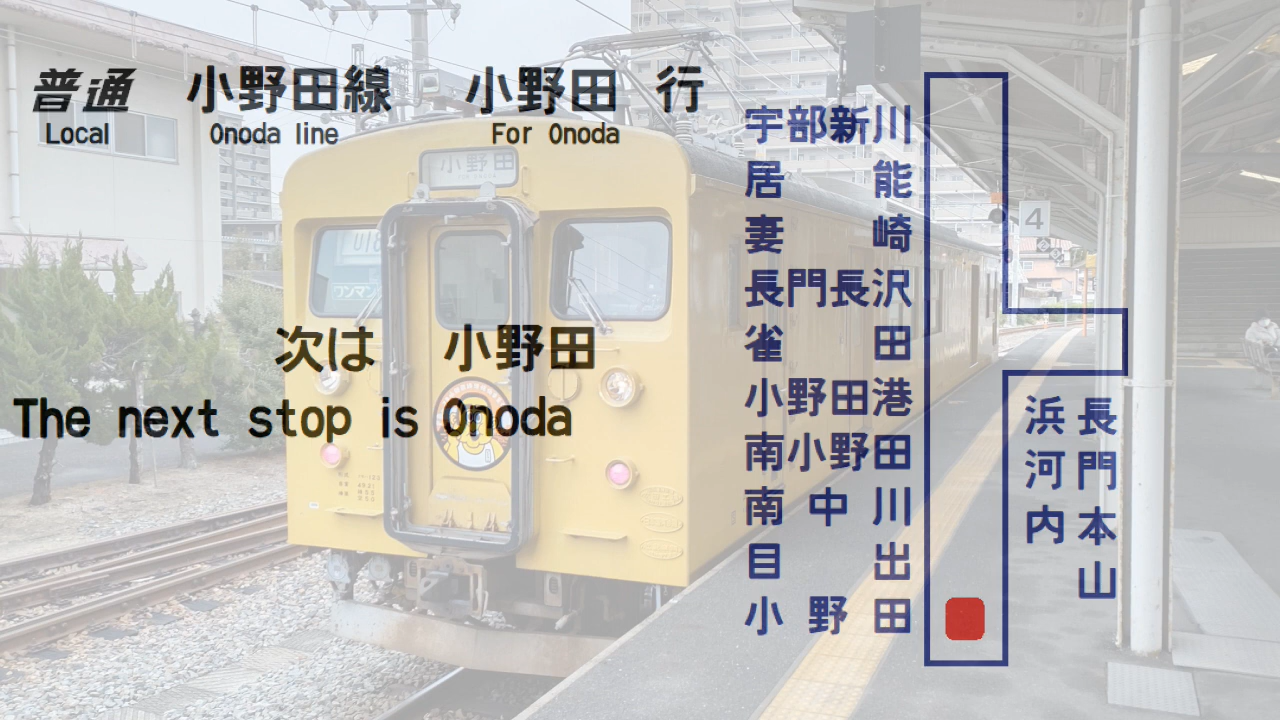 普通 小野田線 小野田 行
Local Onoda line For Onoda
次は 小野田
The next stop is Onoda
宇部新川
居能
妻崎
長門長沢
雀田
小野田港
南小野田
南中川
目出
小野田
浜河内
長門本山
小野田
ワンマン
4